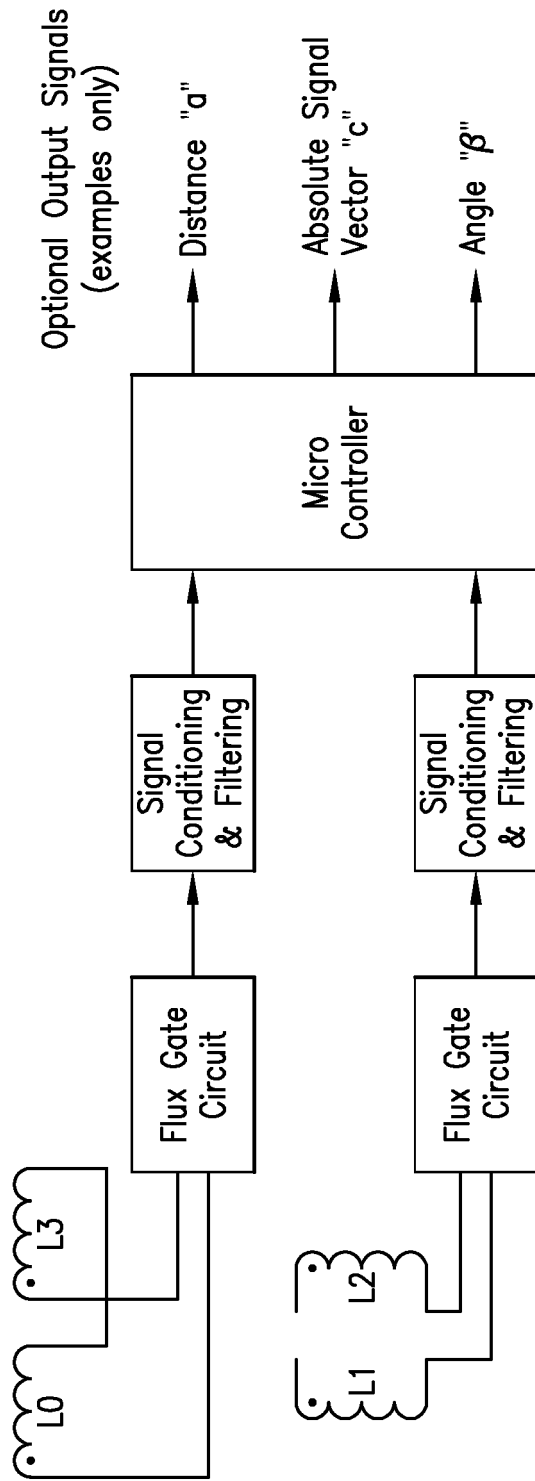 Optional Output Signals
(examples only)
L0
L3
Flux Gate
Circuit
Signal
Conditioning
& Filtering
Micro
Controller
Distance "a"
Absolute Signal
Vector "c"
Angle "β"
L1
L2
Flux Gate
Circuit
Signal
Conditioning
& Filtering